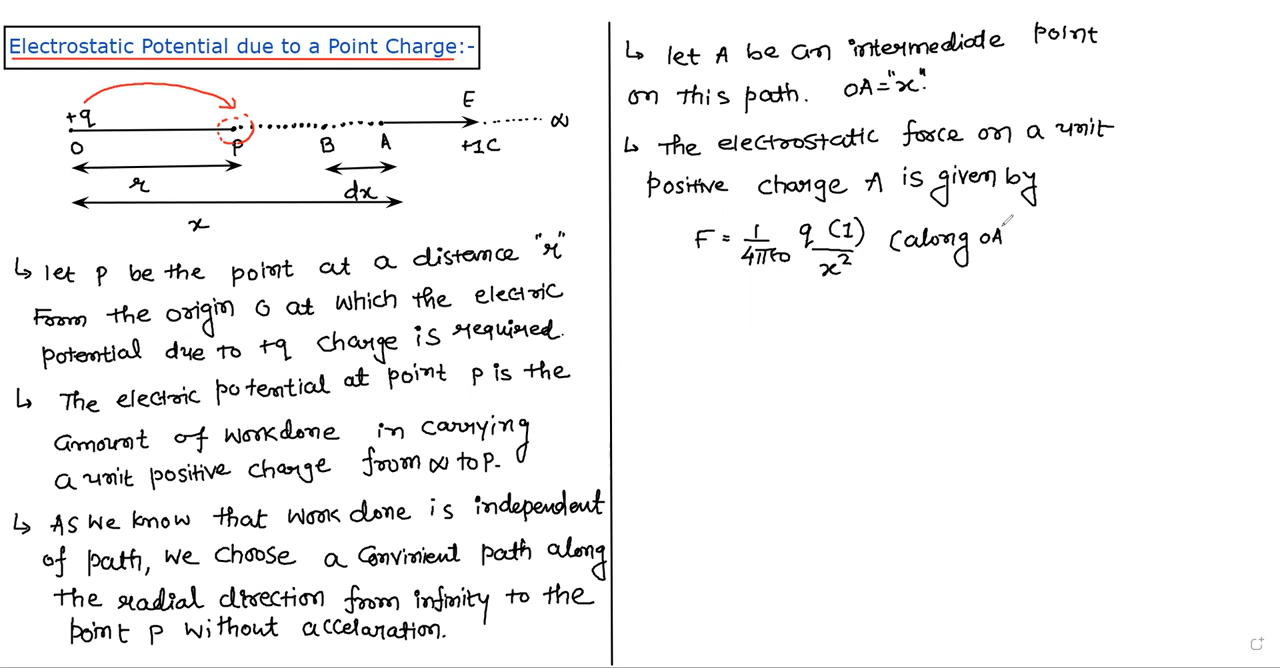 Electrostatic Potential due to a Point Charge:-
+q
E
∞
O
P
B
A
+1C
r
dx
x
↳ let P be the point at a distance "r"
From the origin O at which the electric
potential due to +q charge is required.
↳ The electric potential at point P is the
amount of workdone in carrying
a unit positive charge from ∞ to P.
↳ As we know that work done is independent
of path, we choose a convinient path along
the radial direction from infinity to the
point P without accelaration.
↳ let A be an intermediate point
on this path. OA="x".
↳ The electrostatic force on a unit
positive charge A is given by
F = 1/4πε0 q(1)/x² (along OA